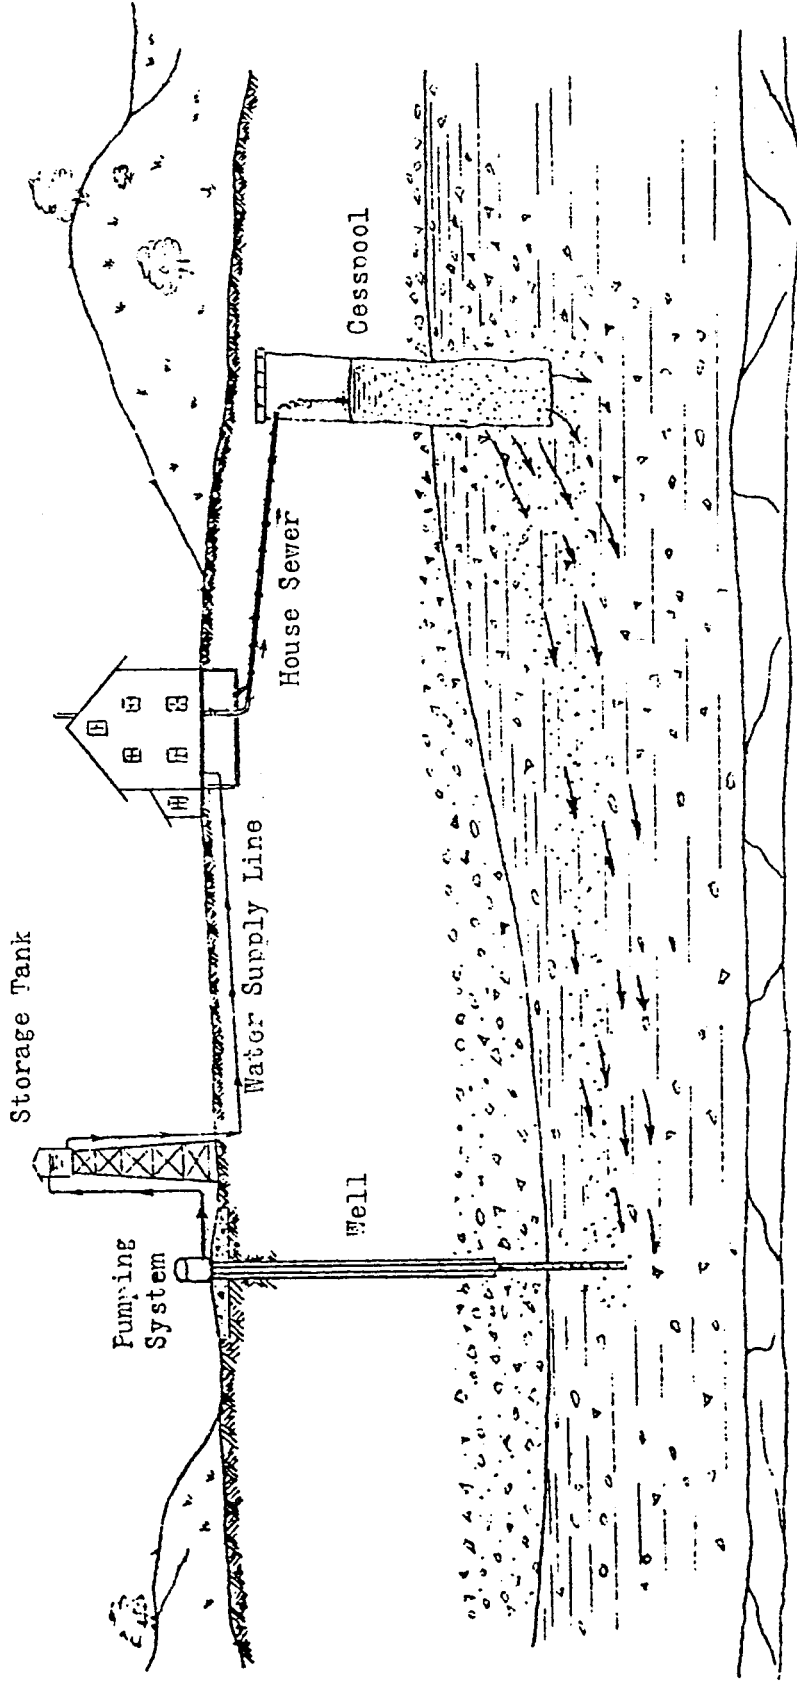 Storage Tank
Pumping
System
Water Supply Line
House Sewer
Well
Cesspool